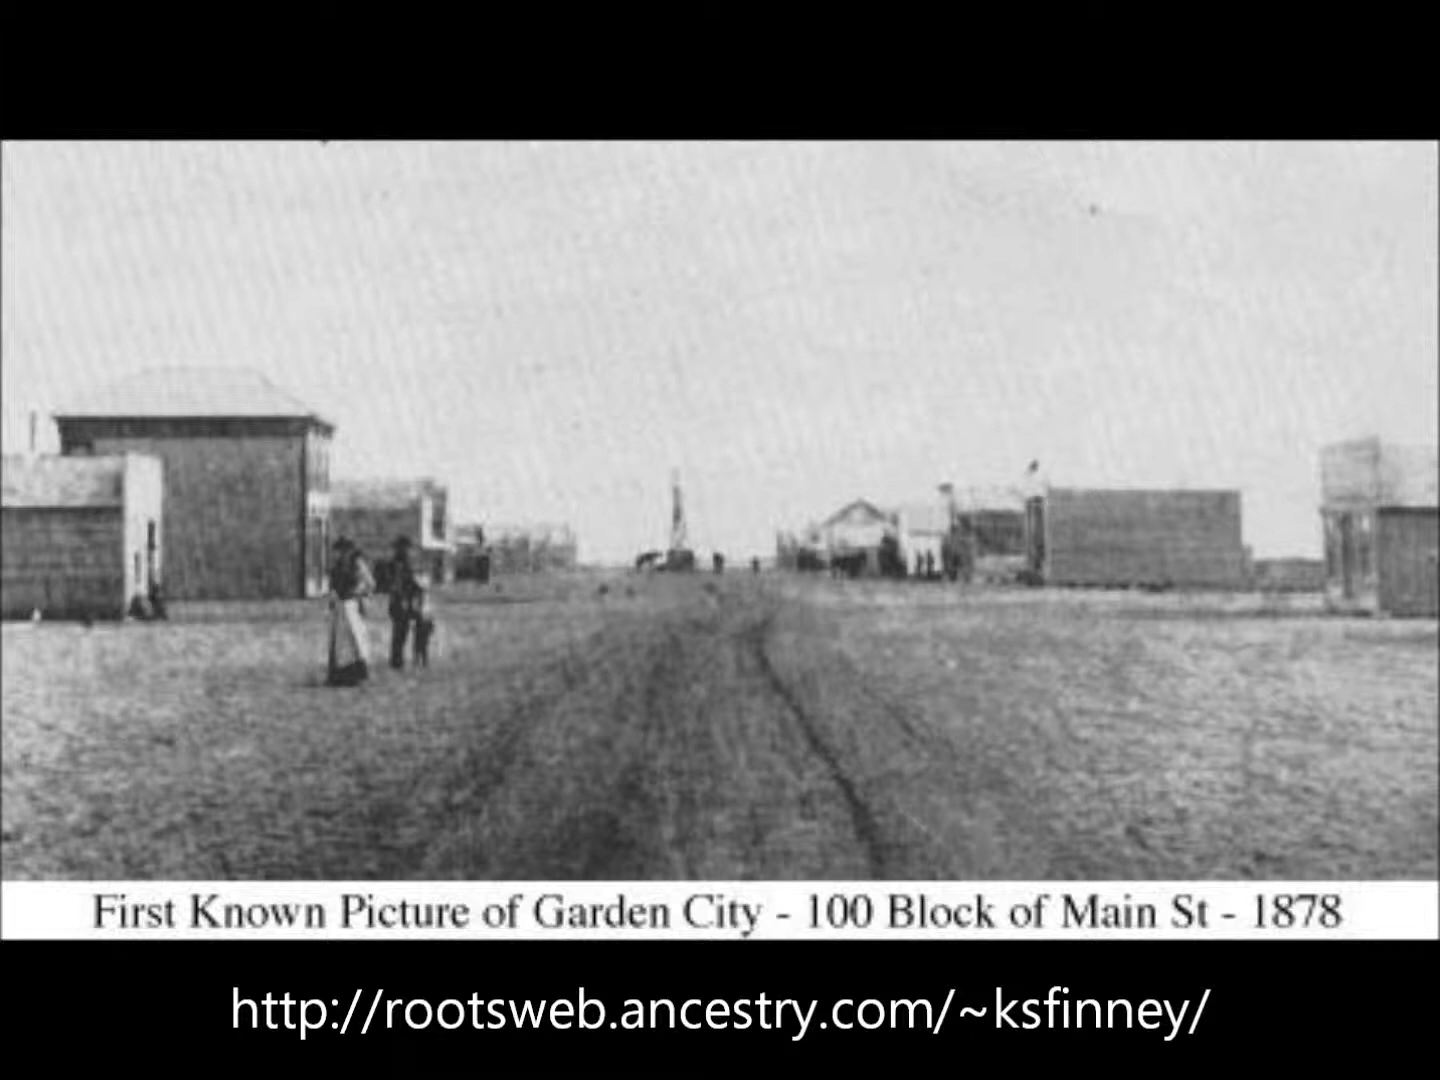 First Known Picture of Garden City - 100 Block of Main St - 1878
http://rootsweb.ancestry.com/~ksfinney/